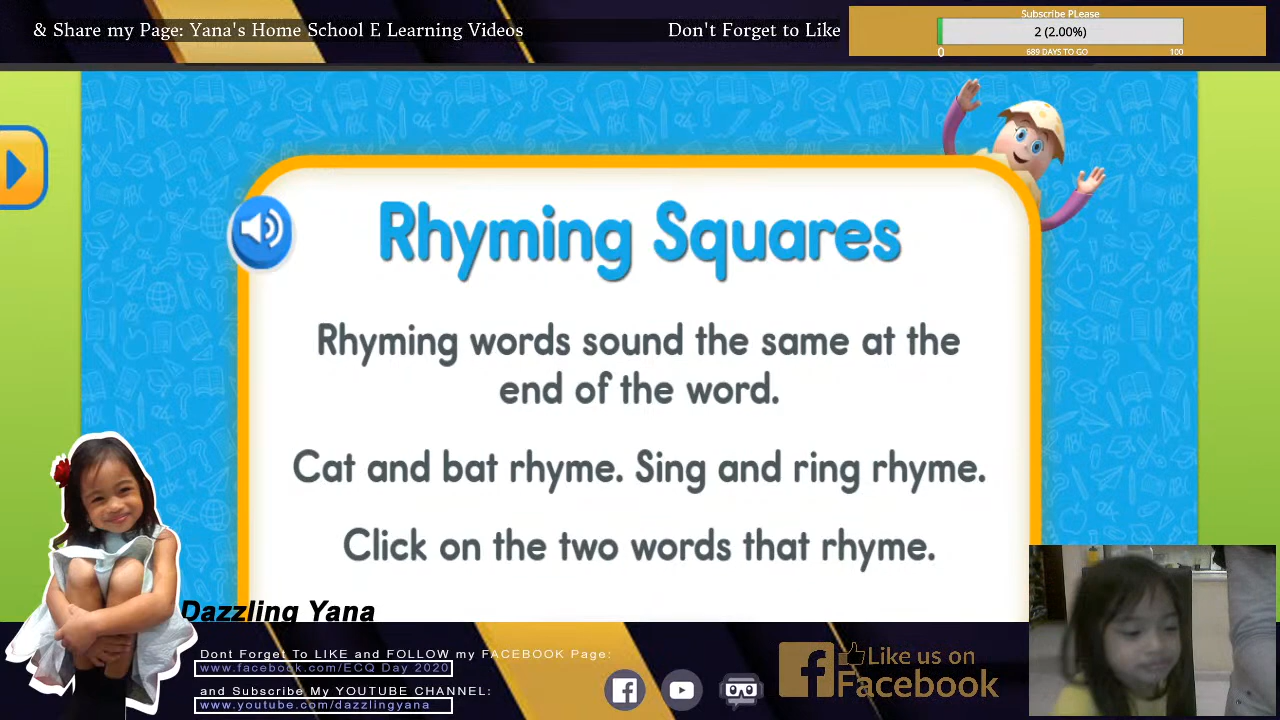 & Share my Page: Yana's Home School E Learning Videos
Don't Forget to Like
Subscribe PLease
2 (2.00%)
0
689 DAYS TO GO
100
Rhyming Squares
Rhyming words sound the same at the
end of the word.
Cat and bat rhyme. Sing and ring rhyme.
Click on the two words that rhyme.
Dazzling Yana
Dont Forget To LIKE and FOLLOW my FACEBOOK Page:
www.facebook.com/ECQ Day 2020
and Subscribe My YOUTUBE CHANNEL:
www.youtube.com/dazzlingyana
Like us on
Facebook